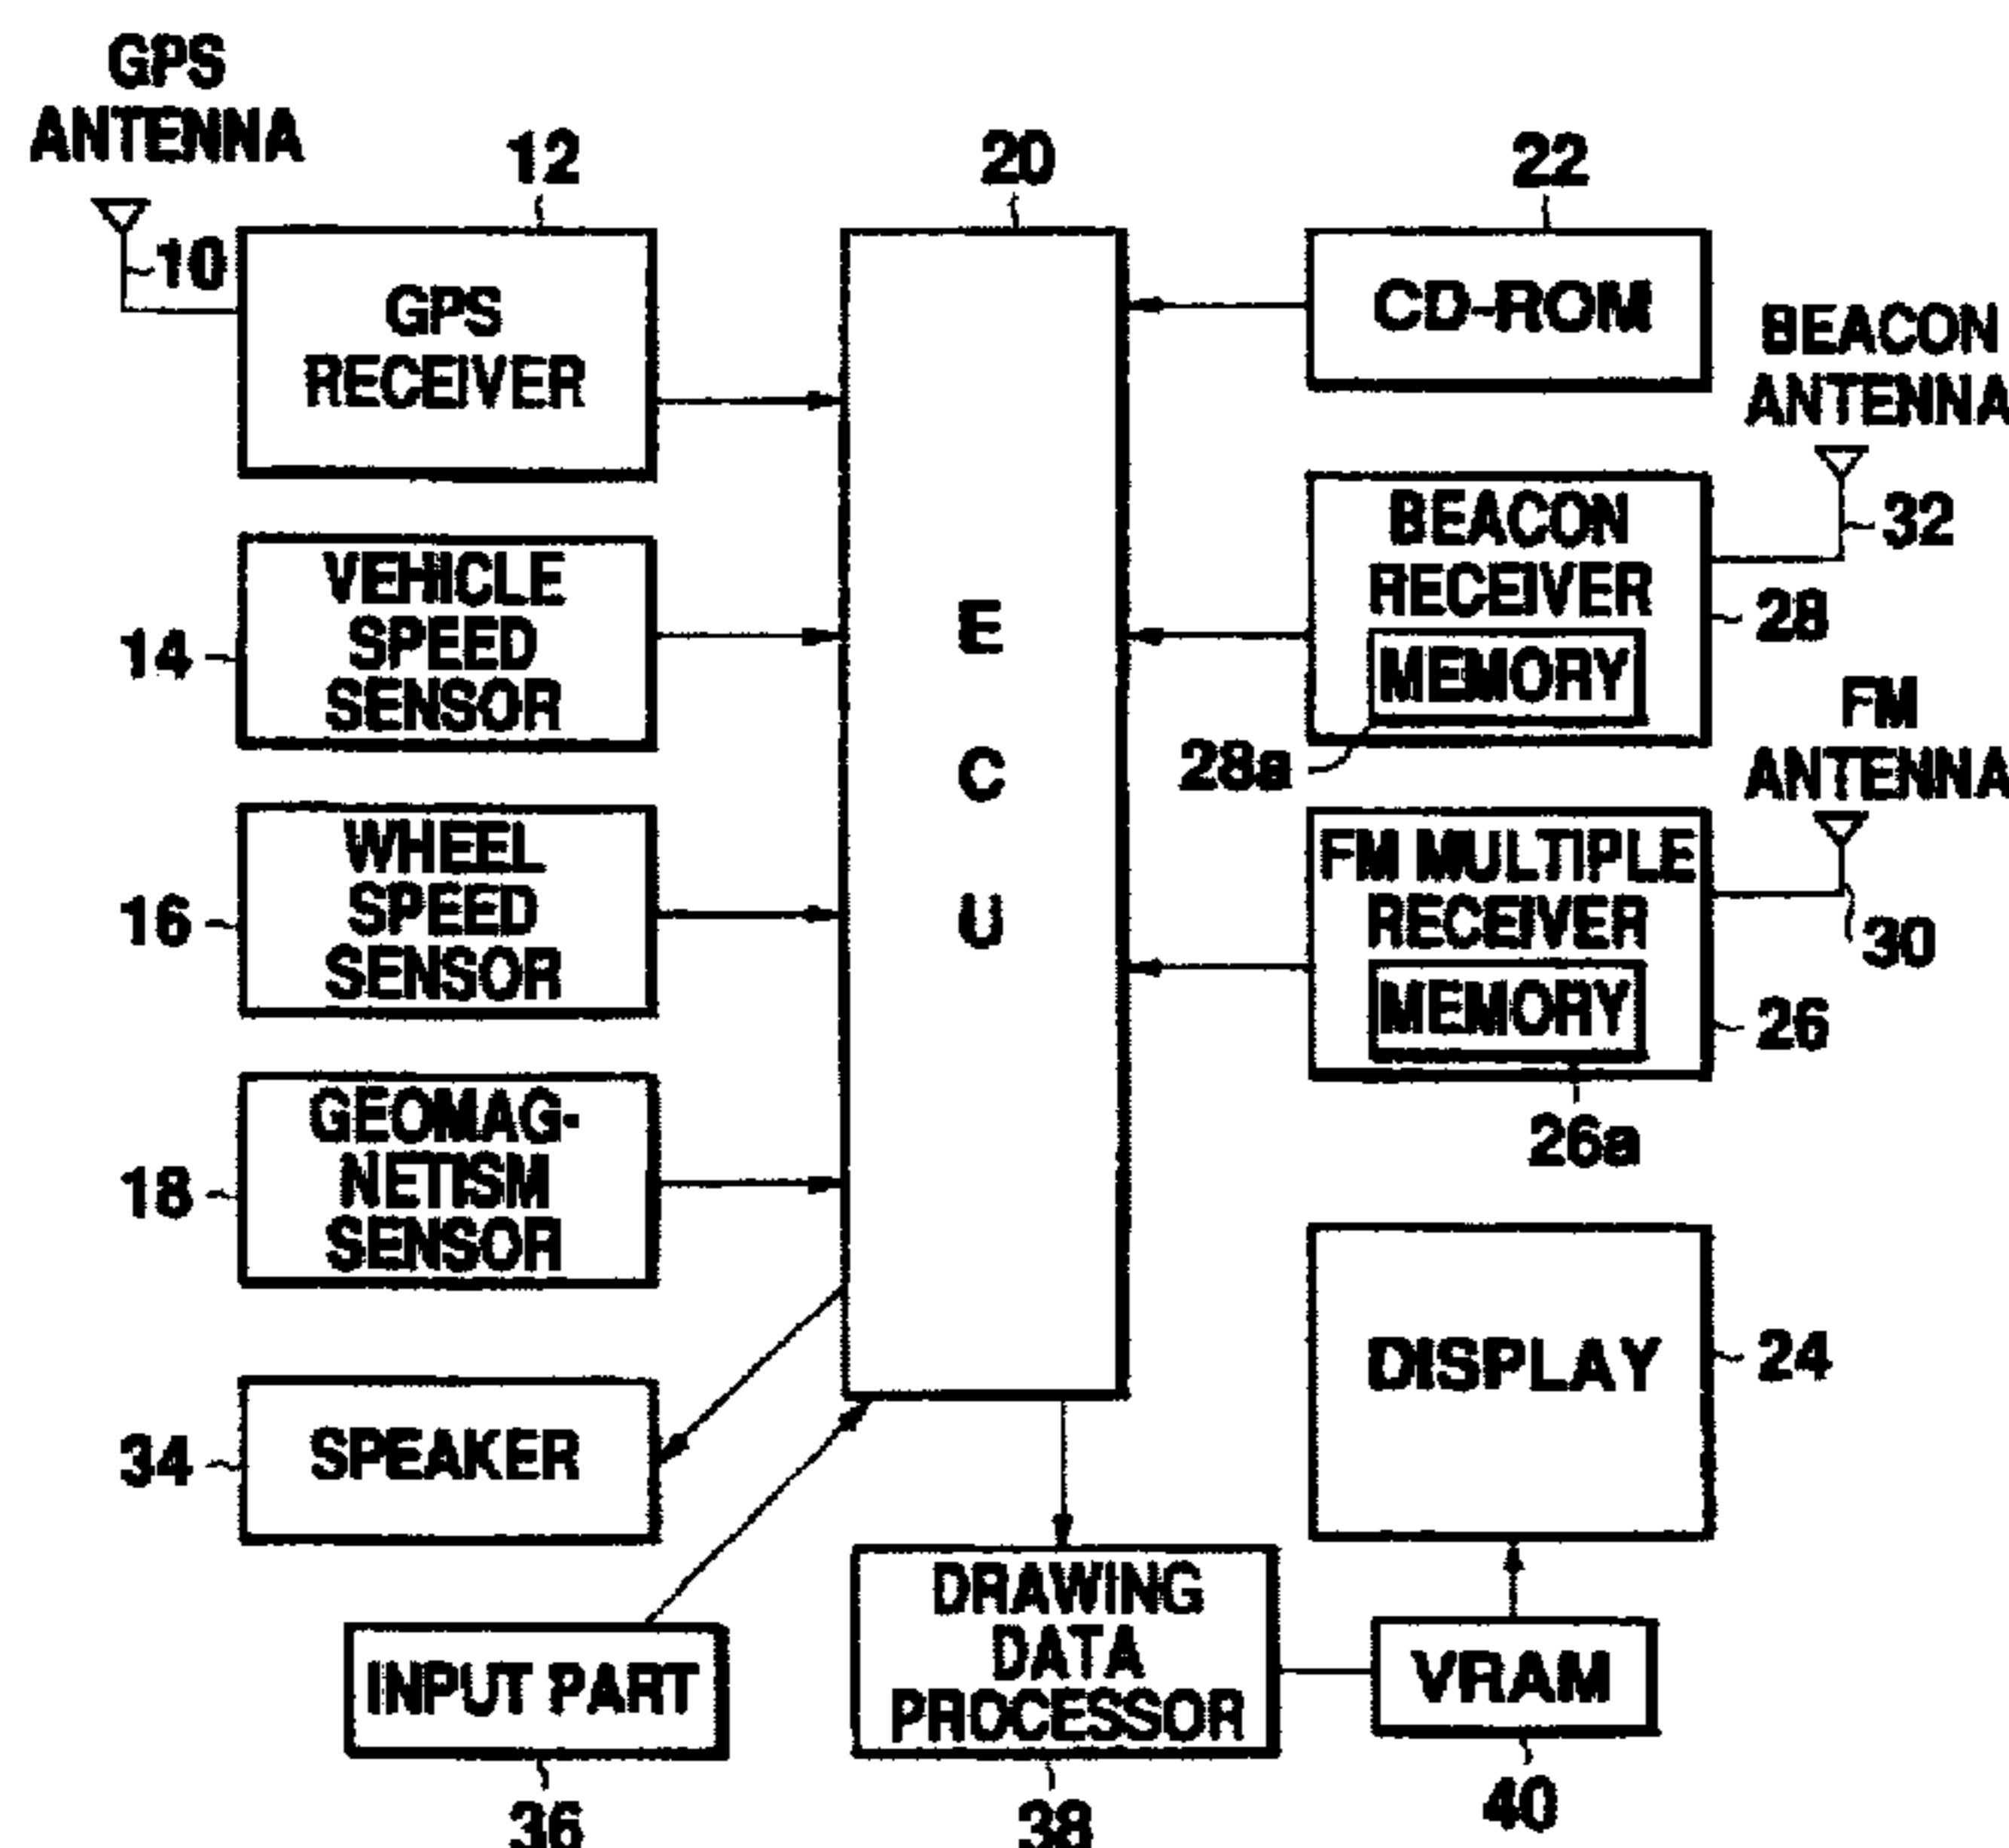 GPS
ANTENNA
12
20
22
10
GPS
RECEIVER
CD-ROM
BEACON
ANTENNA
32
BEACON
RECEIVER
MEMORY
28
28a
VEHICLE
SPEED
SENSOR
14
E
C
U
FM
ANTENNA
WHEEL
SPEED
SENSOR
16
FM MULTIPLE
RECEIVER
MEMORY
30
26
26a
GEOMAG-
NETISM
SENSOR
18
DISPLAY
24
SPEAKER
34
DRAWING
DATA
PROCESSOR
VRAM
INPUT PART
36
38
40